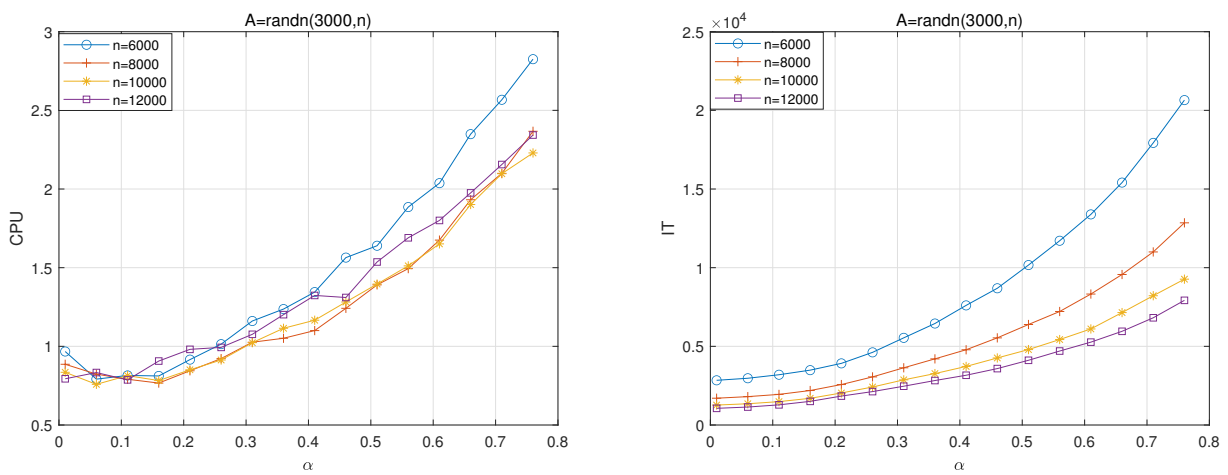 A=randn(3000,n)
3
2.5
2
1.5
1
0.5
CPU
n=6000
n=8000
n=10000
n=12000
0 0.1 0.2 0.3 0.4 0.5 0.6 0.7 0.8
α
A=randn(3000,n)
×10⁴
2.5
2
1.5
1
0.5
0
IT
n=6000
n=8000
n=10000
n=12000
0 0.1 0.2 0.3 0.4 0.5 0.6 0.7 0.8
α